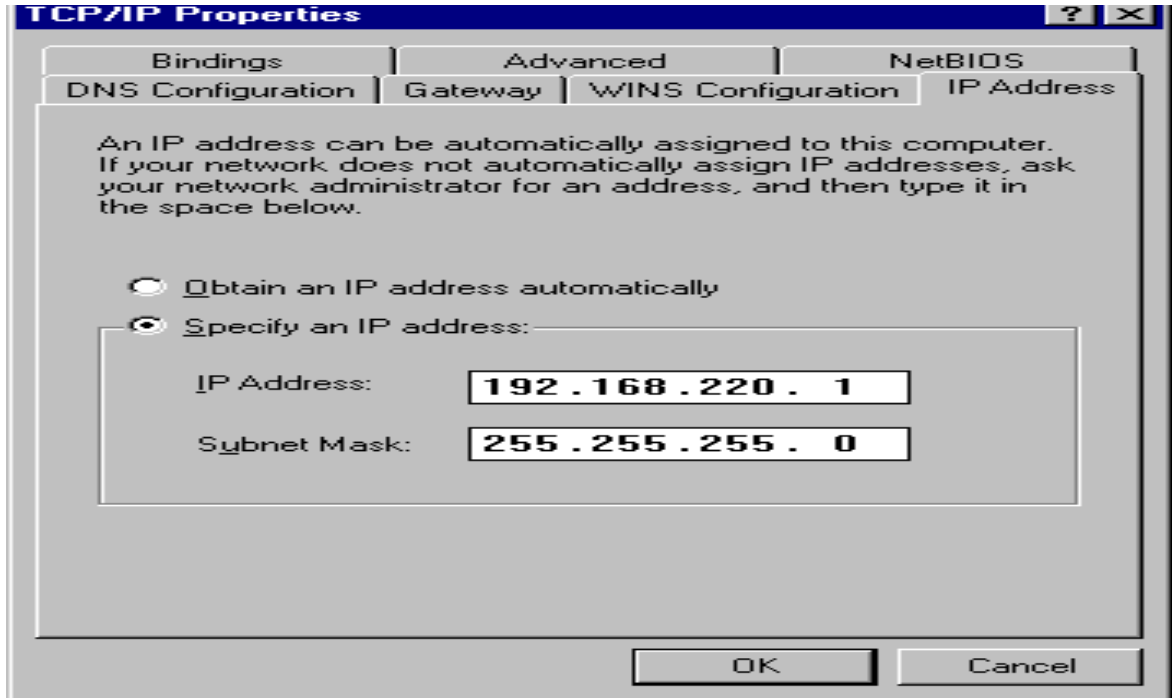 TCP/IP Properties ? ×
Bindings Advanced NetBIOS
DNS Configuration Gateway WINS Configuration IP Address
An IP address can be automatically assigned to this computer.
If your network does not automatically assign IP addresses, ask
your network administrator for an address, and then type it in
the space below.
Obtain an IP address automatically
Specify an IP address:
IP Address: 192.168.220. 1
Subnet Mask: 255.255.255. 0
OK Cancel